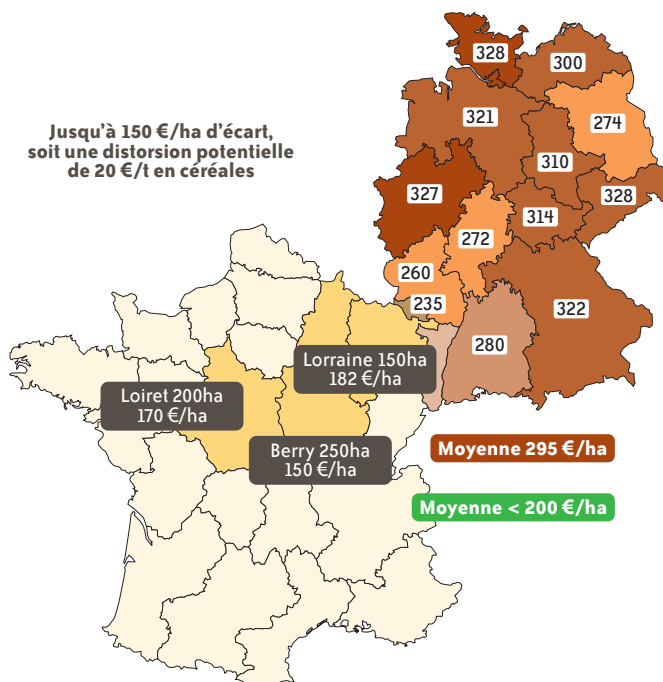 328
300
321
Jusqu'à 150 €/ha d'écart,
soit une distorsion potentielle
de 20 €/t en céréales
274
310
327
328
314
272
260
235
322
280
Lorraine 150ha
182 €/ha
Loiret 200ha
170 €/ha
Berry 250ha
150 €/ha
Moyenne 295 €/ha
Moyenne < 200 €/ha